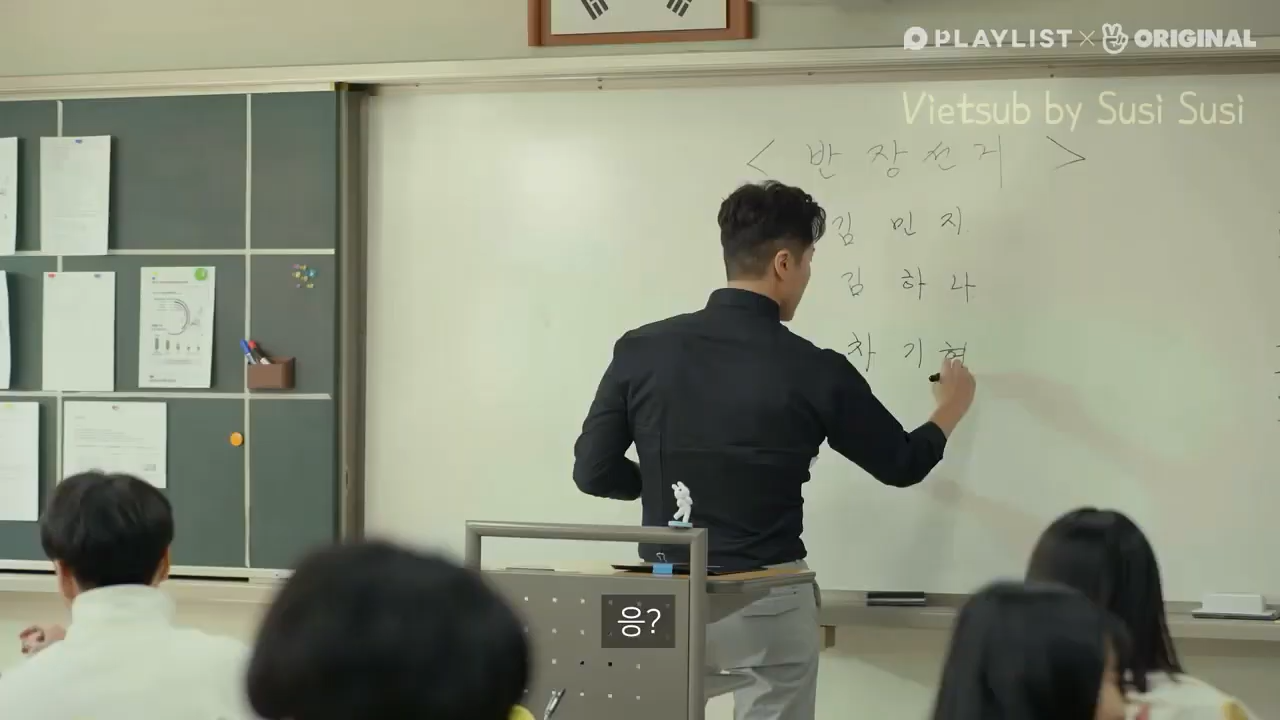 PLAYLIST × ORIGINAL
Vietsub by Susi Susi
< 반장선거 >
김민지
김하나
차기현
응?